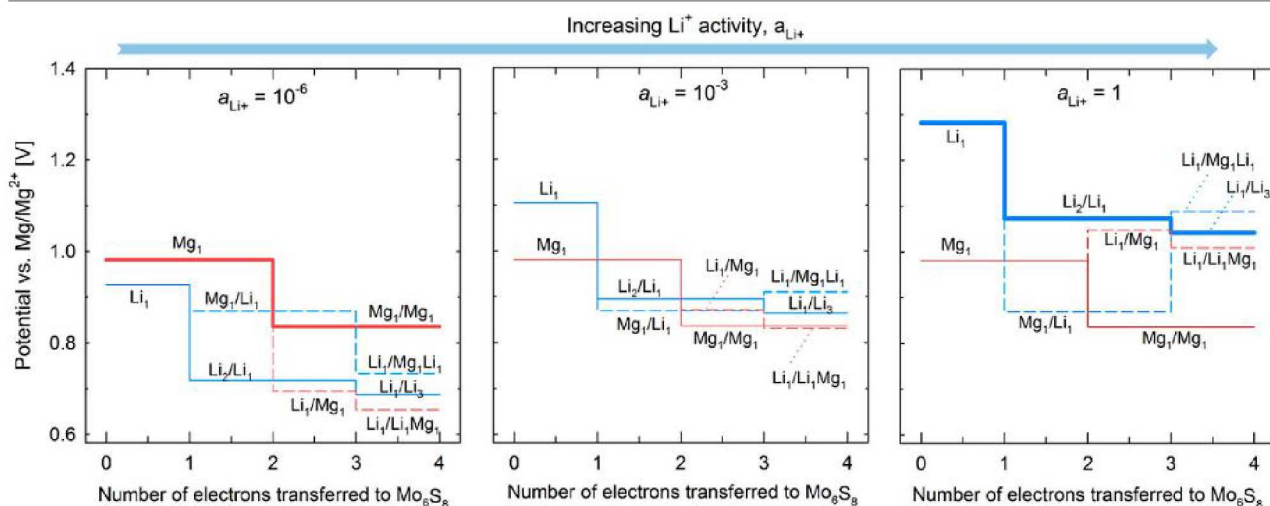 Increasing Li⁺ activity, a_Li+
Potential vs. Mg/Mg²⁺ [V]
1.4
1.2
1.0
0.8
0.6
a_Li+ = 10⁻⁶
Mg₁
Li₁
Mg₁/Li₁
Mg₁/Mg₁
Li₂/Li₁
Li₁/Mg₁Li₁
Li₁/Li₃
Li₁/Mg₁
Li₁/Li₁Mg₁
0 1 2 3 4
Number of electrons transferred to Mo₆S₈
a_Li+ = 10⁻³
Li₁
Mg₁
Li₁/Mg₁
Li₁/Mg₁Li₁
Li₂/Li₁
Li₁/Li₃
Mg₁/Li₁
Mg₁/Mg₁
Li₁/Li₁Mg₁
0 1 2 3 4
Number of electrons transferred to Mo₆S₈
a_Li+ = 1
Li₁
Li₁/Mg₁Li₁
Li₁/Li₃
Li₂/Li₁
Mg₁
Li₁/Mg₁
Li₁/Li₁Mg₁
Mg₁/Li₁
Mg₁/Mg₁
0 1 2 3 4
Number of electrons transferred to Mo₆S₈